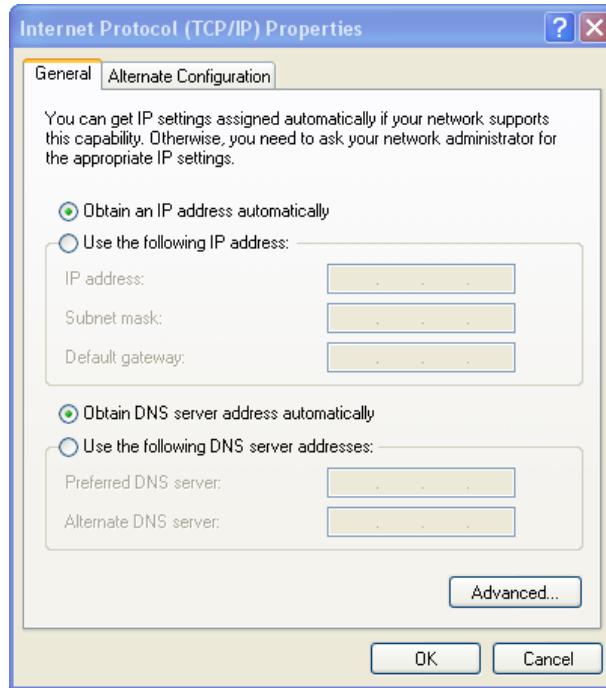 Internet Protocol (TCP/IP) Properties
General
Alternate Configuration
You can get IP settings assigned automatically if your network supports
this capability. Otherwise, you need to ask your network administrator for
the appropriate IP settings.
Obtain an IP address automatically
Use the following IP address:
IP address:
Subnet mask:
Default gateway:
Obtain DNS server address automatically
Use the following DNS server addresses:
Preferred DNS server:
Alternate DNS server:
Advanced...
OK
Cancel